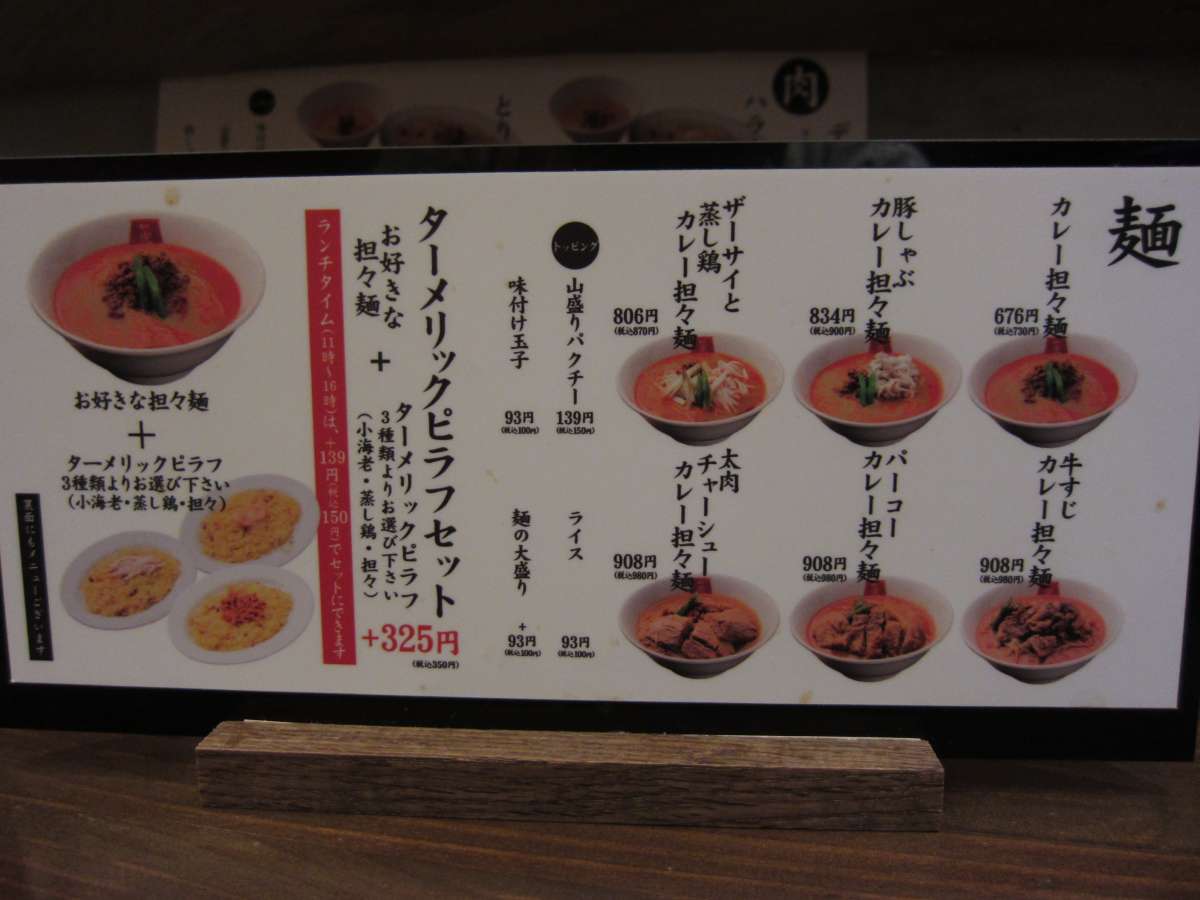 麺
カレー担々麺
676円
(税込730円)
豚しゃぶ
カレー担々麺
834円
(税込900円)
ザーサイと
蒸し鶏
カレー担々麺
806円
(税込870円)
牛すじ
カレー担々麺
908円
(税込980円)
パーコー
カレー担々麺
908円
(税込980円)
太肉
チャーシュー
カレー担々麺
908円
(税込980円)
トッピング
山盛りパクチー
139円
(税込150円)
味付け玉子
93円
(税込100円)
ライス
93円
(税込100円)
麺の大盛り
+
93円
(税込100円)
ターメリックピラフセット
お好きな
担々麺
+
ターメリックピラフ
3種類よりお選び下さい
(小海老・蒸し鶏・担々)
+325円
(税込350円)
ランチタイム(11時〜16時)は、+139円(税込150円)でセットにできます
お好きな担々麺
+
ターメリックピラフ
3種類よりお選び下さい
(小海老・蒸し鶏・担々)
裏面にもメニューございます
肉
ハラ
とり